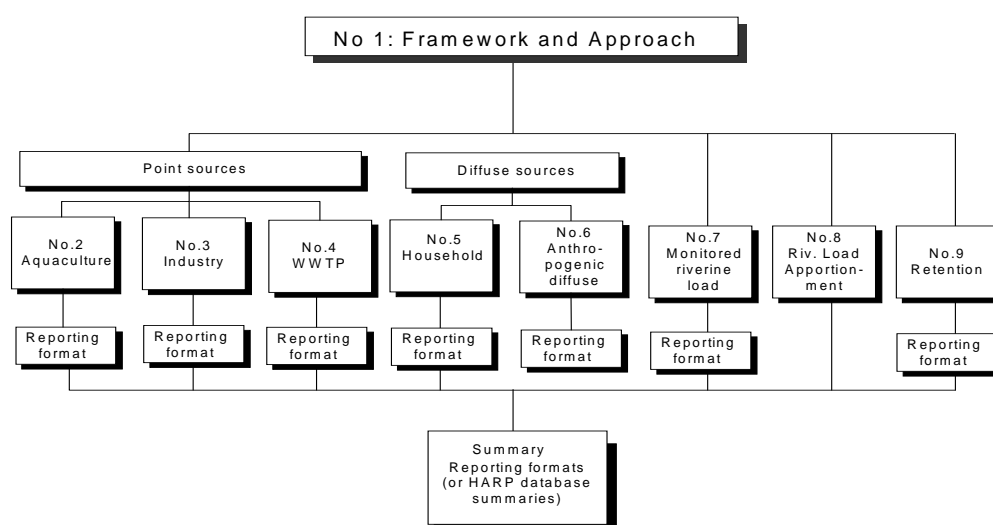 No 1: Framework and Approach
Point sources
Diffuse sources
No.2
Aquaculture
No.3
Industry
No.4
WWTP
No.5
Household
No.6
Anthro-
pogenic
diffuse
No.7
Monitored
riverine
load
No.8
Riv. Load
Apportion-
ment
No.9
Retention
Reporting
format
Reporting
format
Reporting
format
Reporting
format
Reporting
format
Reporting
format
Reporting
format
Summary
Reporting formats
(or HARP database
summaries)